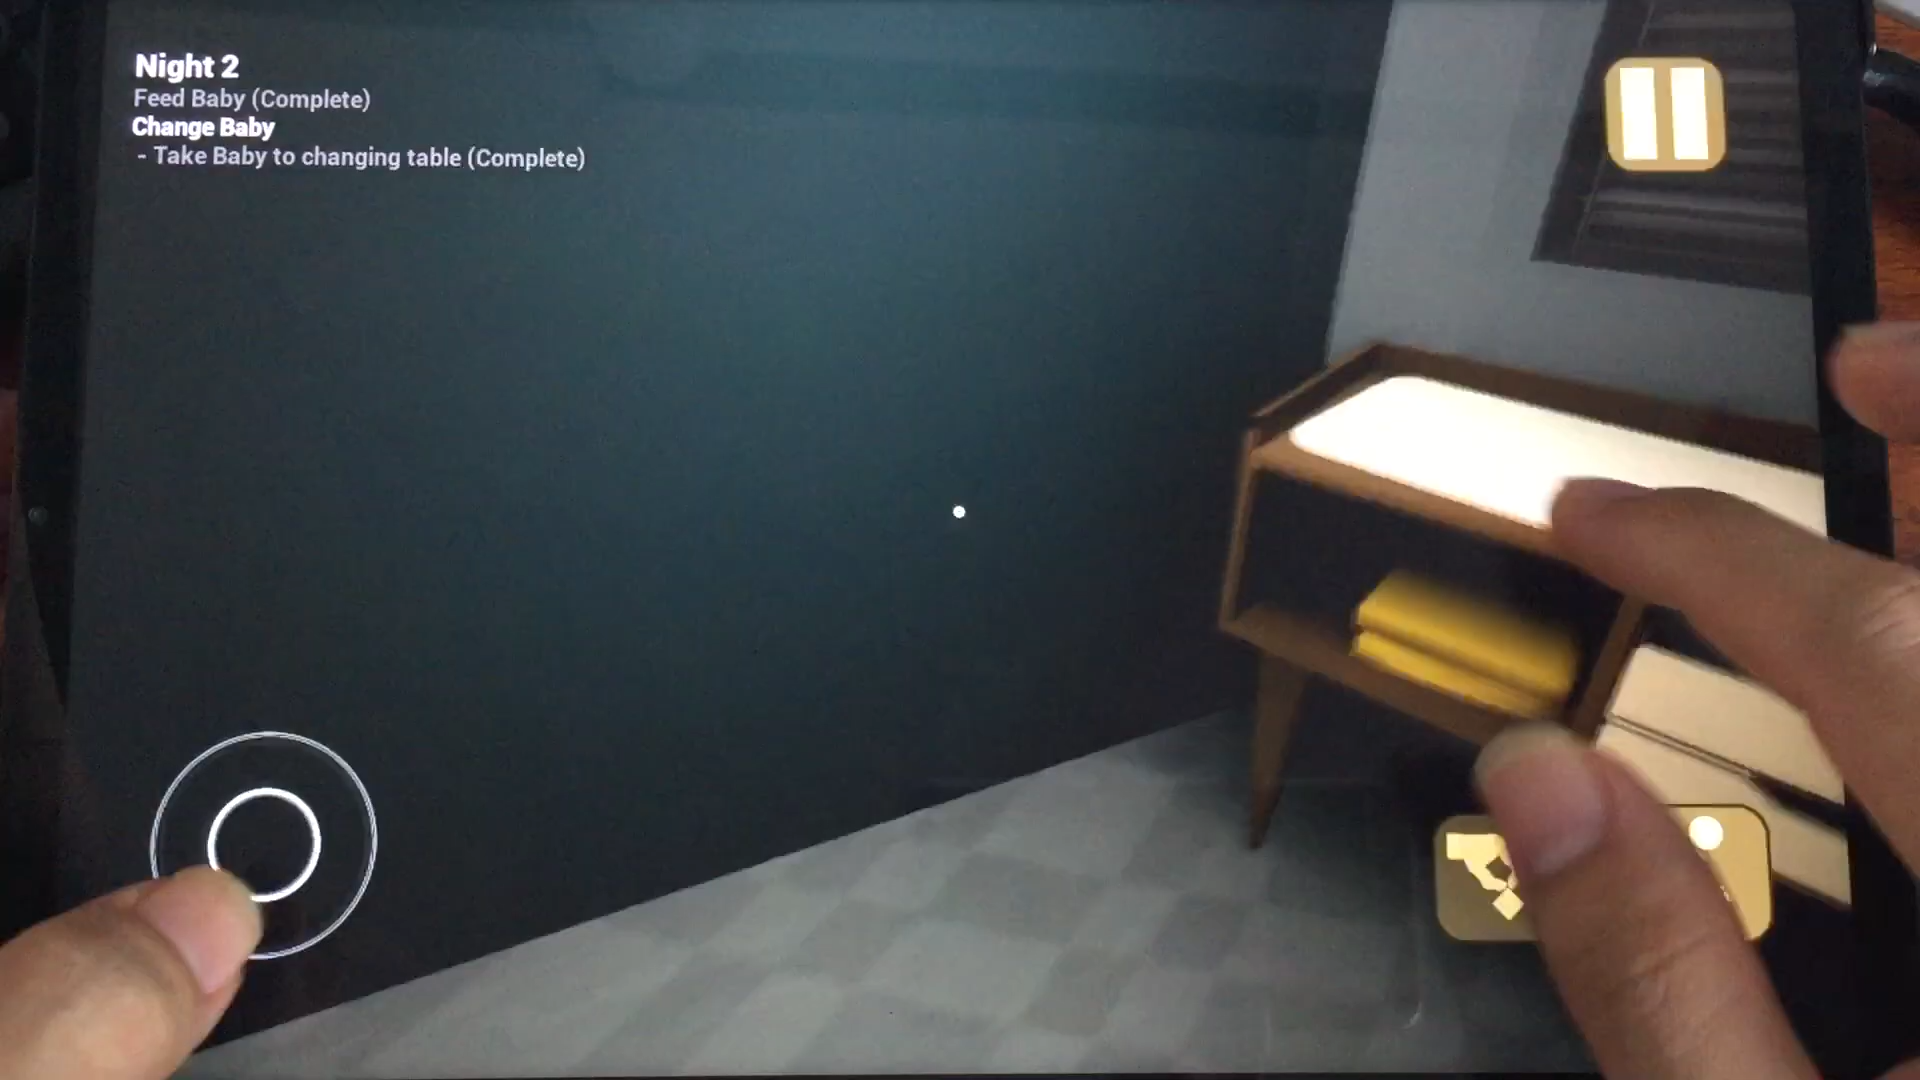 Night 2
Feed Baby (Complete)
Change Baby
- Take Baby to changing table (Complete)